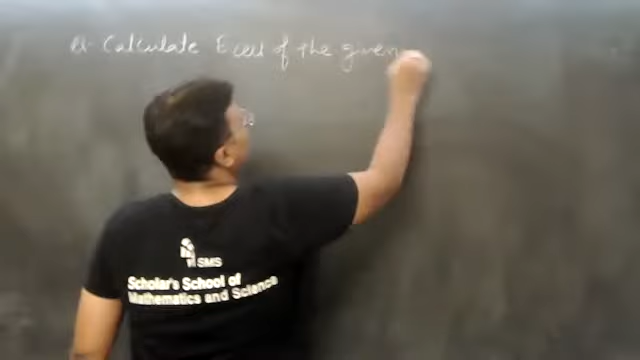 Q. Calculate Ecell of the given
SMS
Scholar's School of
Mathematics and Science